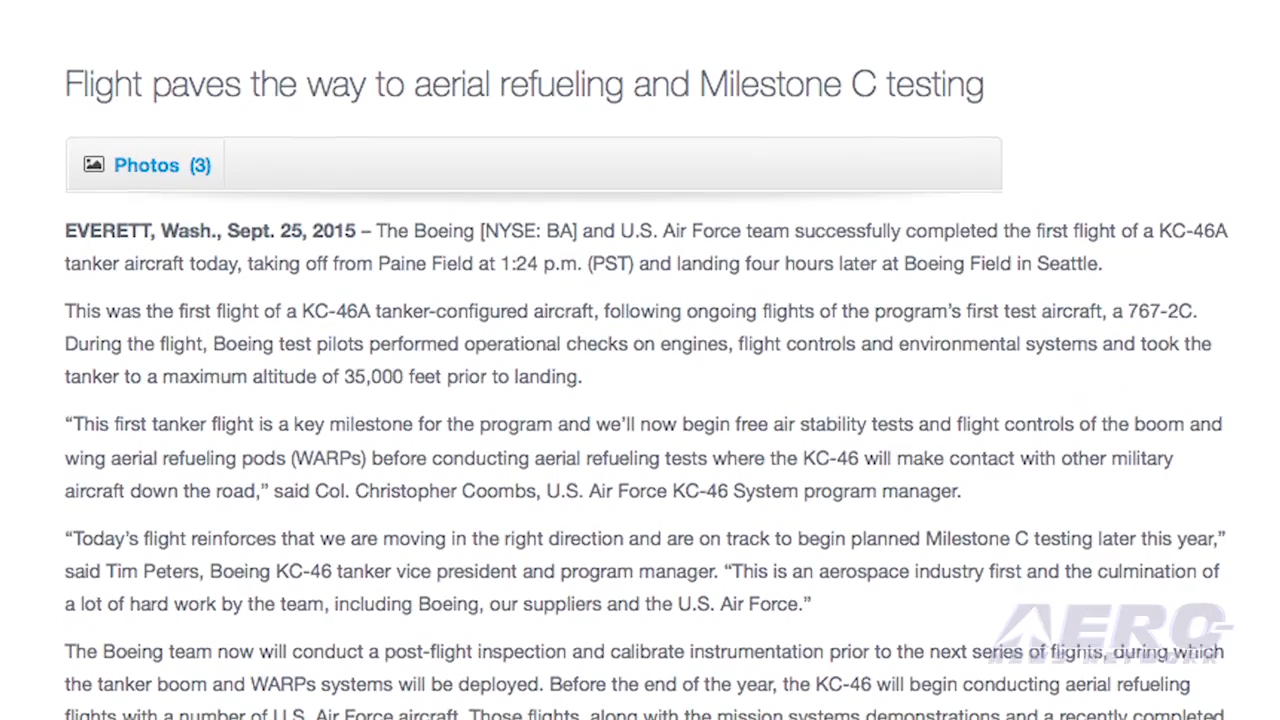 Flight paves the way to aerial refueling and Milestone C testing
Photos (3)
EVERETT, Wash., Sept. 25, 2015 – The Boeing [NYSE: BA] and U.S. Air Force team successfully completed the first flight of a KC-46A
tanker aircraft today, taking off from Paine Field at 1:24 p.m. (PST) and landing four hours later at Boeing Field in Seattle.
This was the first flight of a KC-46A tanker-configured aircraft, following ongoing flights of the program’s first test aircraft, a 767-2C.
During the flight, Boeing test pilots performed operational checks on engines, flight controls and environmental systems and took the
tanker to a maximum altitude of 35,000 feet prior to landing.
“This first tanker flight is a key milestone for the program and we’ll now begin free air stability tests and flight controls of the boom and
wing aerial refueling pods (WARPs) before conducting aerial refueling tests where the KC-46 will make contact with other military
aircraft down the road,” said Col. Christopher Coombs, U.S. Air Force KC-46 System program manager.
“Today’s flight reinforces that we are moving in the right direction and are on track to begin planned Milestone C testing later this year,”
said Tim Peters, Boeing KC-46 tanker vice president and program manager. “This is an aerospace industry first and the culmination of
a lot of hard work by the team, including Boeing, our suppliers and the U.S. Air Force.”
AERO
NEWS NETWORK
The Boeing team now will conduct a post-flight inspection and calibrate instrumentation prior to the next series of flights, during which
the tanker boom and WARPs systems will be deployed. Before the end of the year, the KC-46 will begin conducting aerial refueling
flights with a number of U.S. Air Force aircraft. Those flights, along with the mission systems demonstrations and a recently completed